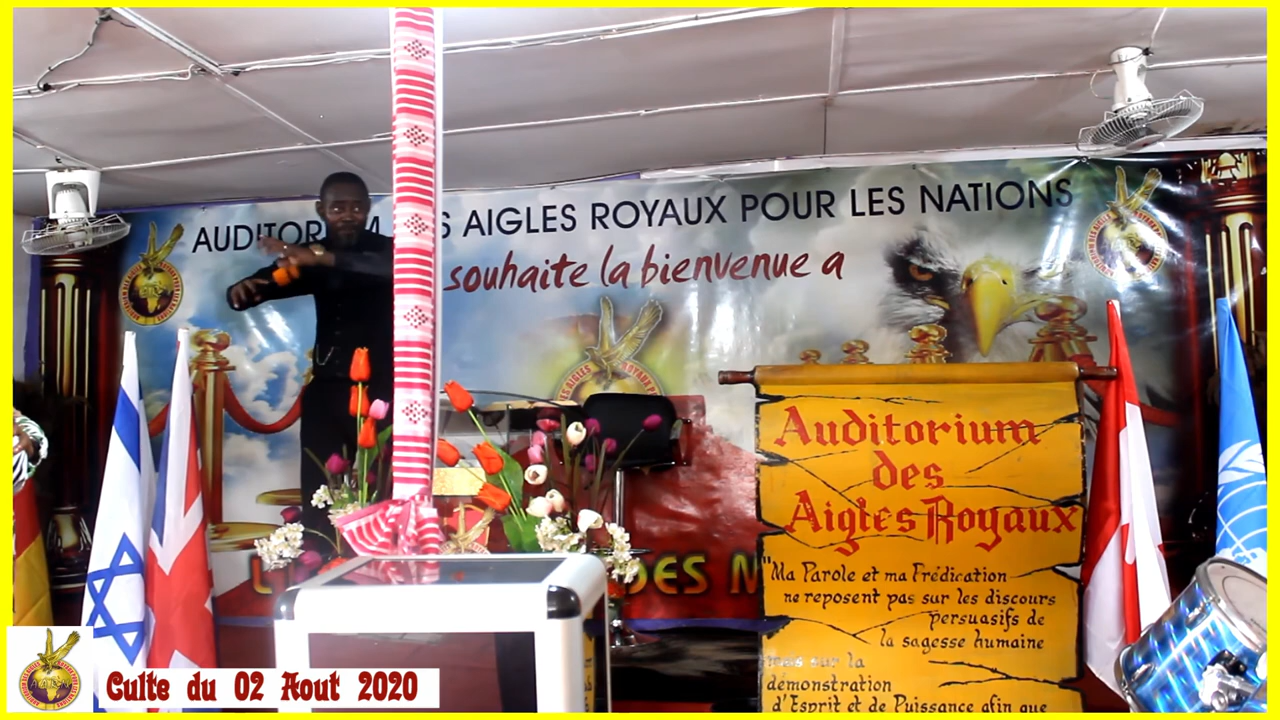 AUDITORIUM DES AIGLES ROYAUX POUR LES NATIONS
souhaite la bienvenue a
Auditorium
des
Aigles Royaux
"Ma Parole et ma Prédication
ne reposent pas sur les discours
persuasifs de
la sagesse humaine
sur la
démonstration
d'Esprit et de Puissance afin que
DES
Culte du 02 Aout 2020